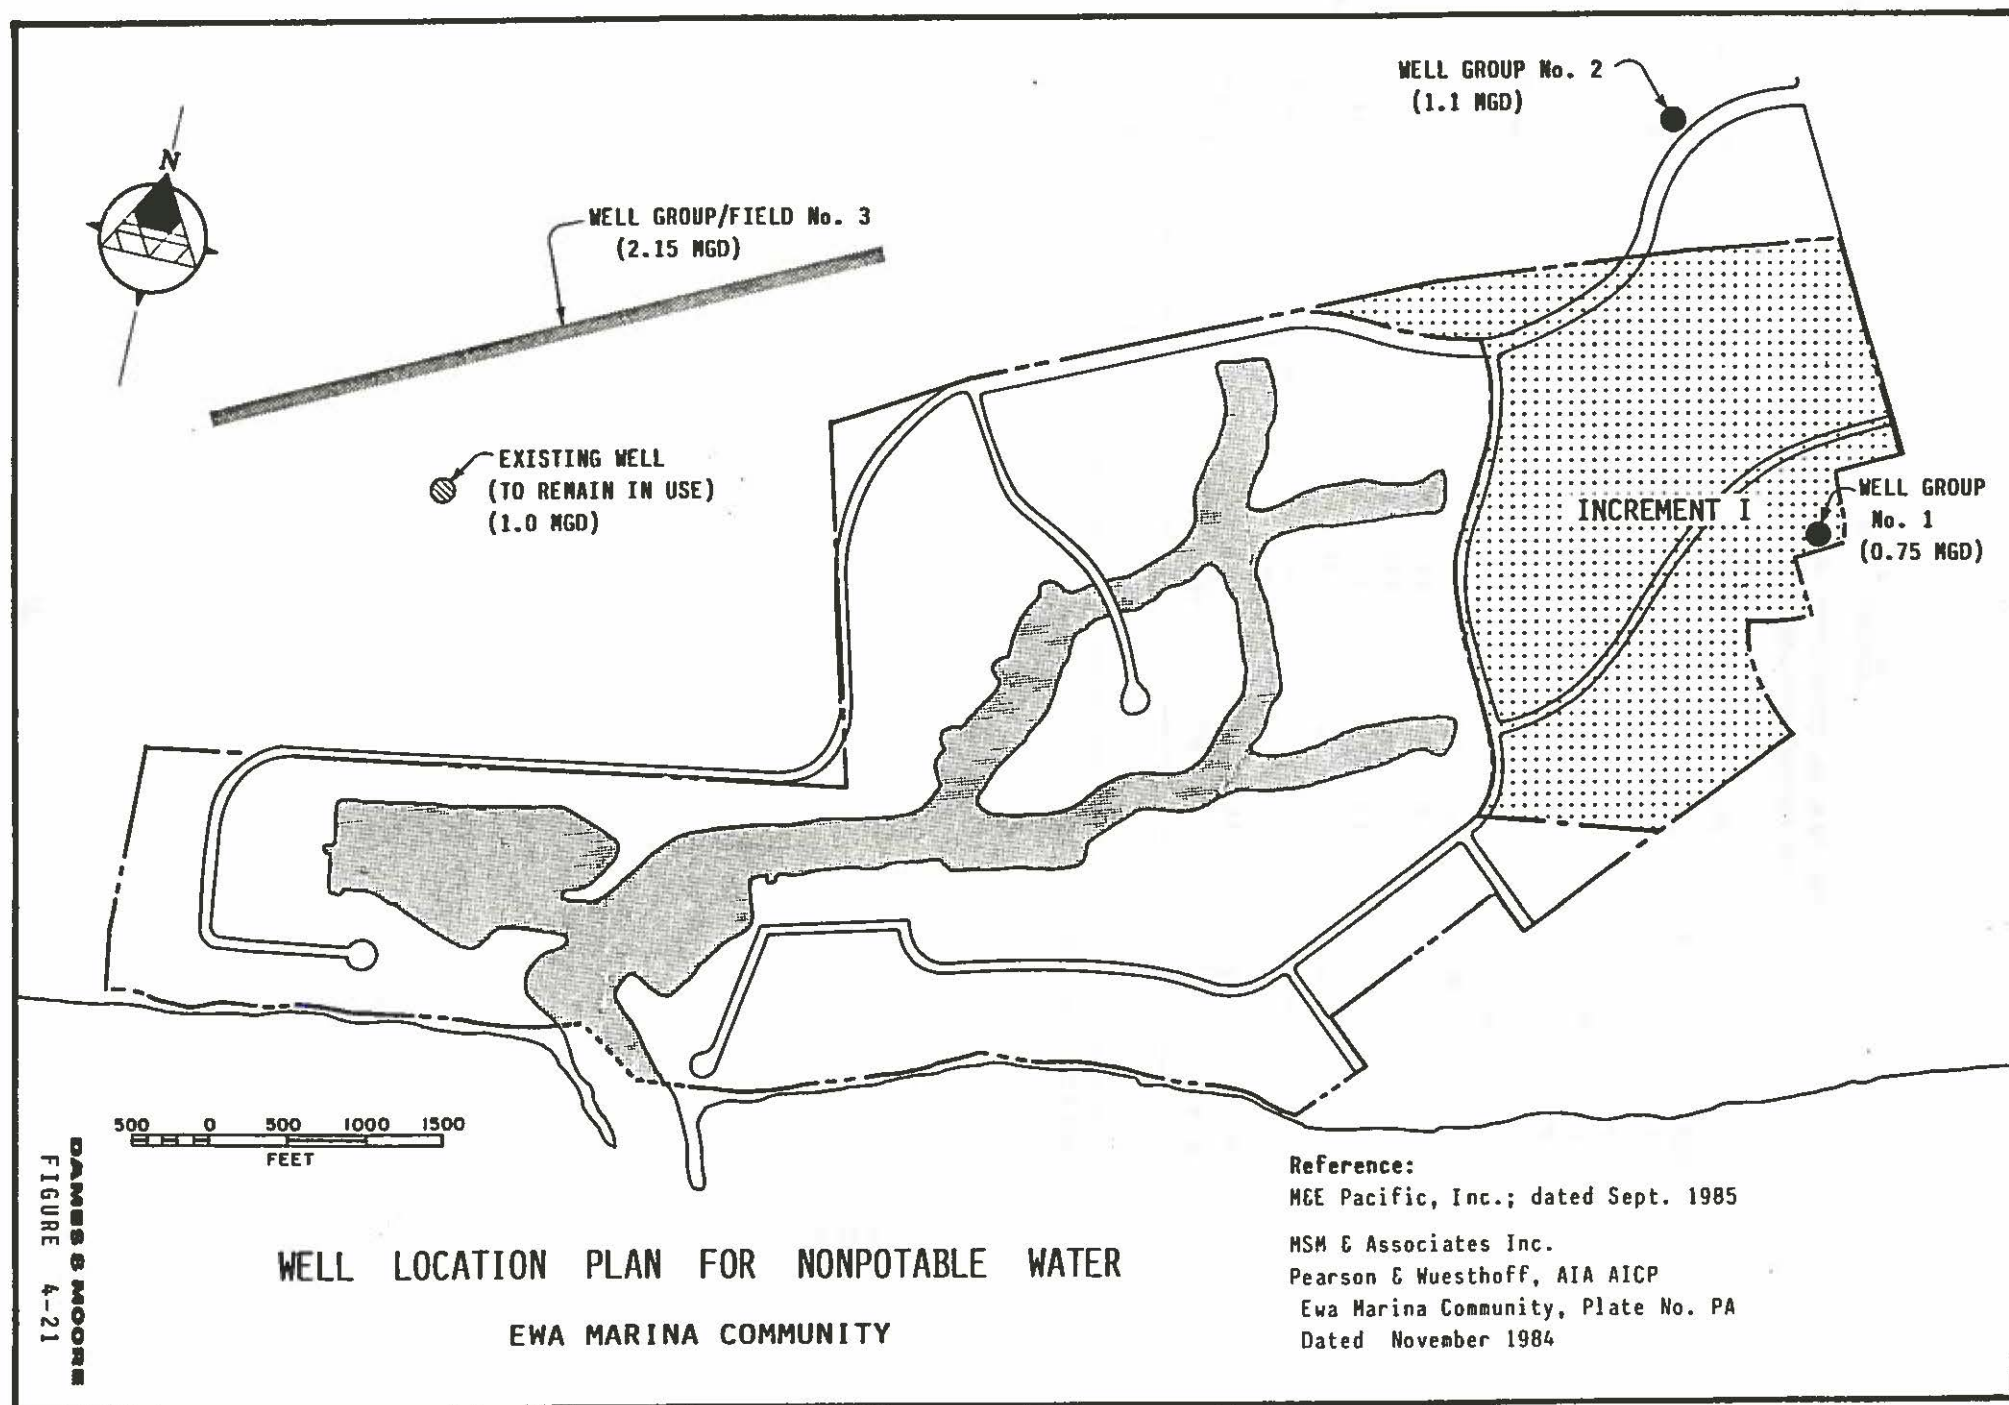 WELL GROUP No. 2
(1.1 MGD)
N
WELL GROUP/FIELD No. 3
(2.15 MGD)
EXISTING WELL
(TO REMAIN IN USE)
(1.0 MGD)
INCREMENT I
WELL GROUP
No. 1
(0.75 MGD)
500 0 500 1000 1500
FEET
Reference:
M&E Pacific, Inc.; dated Sept. 1985
MSM & Associates Inc.
Pearson & Wuesthoff, AIA AICP
Ewa Marina Community, Plate No. PA
Dated November 1984
WELL LOCATION PLAN FOR NONPOTABLE WATER
EWA MARINA COMMUNITY
DAMES & MOORE
FIGURE 4-21